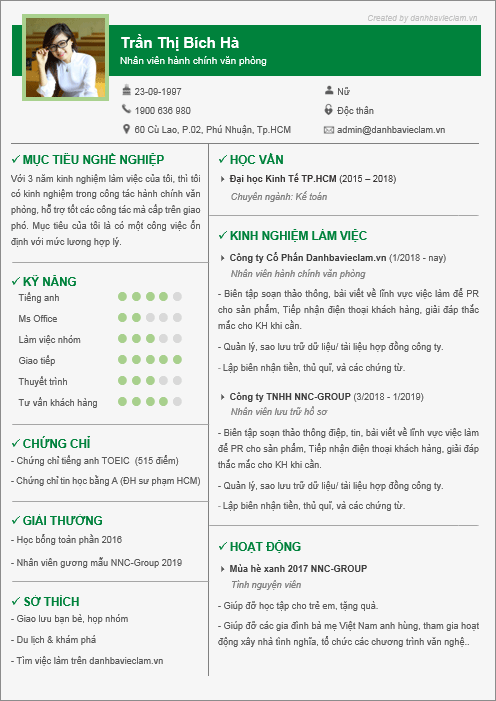 Created by danhbavieclam.vn
Trần Thị Bích Hà
Nhân viên hành chính văn phòng
23-09-1997
Nữ
1900 636 980
Độc thân
60 Cù Lao, P.02, Phú Nhuận, Tp.HCM
admin@danhbavieclam.vn
MỤC TIÊU NGHỀ NGHIỆP
Với 3 năm kinh nghiệm làm việc của tôi, thì tôi
có kinh nghiệm trong công tác hành chính văn
phòng, hỗ trợ tốt các công tác mà cấp trên giao
phó. Mục tiêu của tôi là có một công việc ổn
định với mức lương hợp lý.
KỸ NĂNG
Tiếng anh
Ms Office
Làm việc nhóm
Giao tiếp
Thuyết trình
Tư vấn khách hàng
CHỨNG CHỈ
- Chứng chỉ tiếng anh TOEIC (515 điểm)
- Chứng chỉ tin học bằng A (ĐH sư phạm HCM)
GIẢI THƯỞNG
- Học bổng toàn phần 2016
- Nhân viên gương mẫu NNC-Group 2019
SỞ THÍCH
- Giao lưu bạn bè, họp nhóm
- Du lịch & khám phá
- Tìm việc làm trên danhbavieclam.vn
HỌC VẤN
Đại học Kinh Tế TP.HCM (2015 – 2018)
Chuyên ngành: Kế toán
KINH NGHIỆM LÀM VIỆC
Công ty Cổ Phần Danhbavieclam.vn (1/2018 - nay)
Nhân viên hành chính văn phòng
- Biên tập soạn thảo thông, bài viết về lĩnh vực việc làm để PR
cho sản phẩm, Tiếp nhận điện thoại khách hàng, giải đáp thắc
mắc cho KH khi cần.
- Quản lý, sao lưu trữ dữ liệu/ tài liệu hợp đồng công ty.
- Lập biên nhận tiền, thủ quĩ, và các chứng từ.
Công ty TNHH NNC-GROUP (3/2018 - 1/2019)
Nhân viên lưu trữ hồ sơ
- Biên tập soạn thảo thông điệp, tin, bài viết về lĩnh vực việc làm
để PR cho sản phẩm, Tiếp nhận điện thoại khách hàng, giải đáp
thắc mắc cho KH khi cần.
- Quản lý, sao lưu trữ dữ liệu/ tài liệu hợp đồng công ty.
- Lập biên nhận tiền, thủ quĩ, và các chứng từ.
HOẠT ĐỘNG
Mùa hè xanh 2017 NNC-GROUP
Tình nguyện viên
- Giúp đỡ học tập cho trẻ em, tặng quà.
- Giúp đỡ các gia đình bà mẹ Việt Nam anh hùng, tham gia hoạt
động xây nhà tình nghĩa, tổ chức các chương trình văn nghệ..